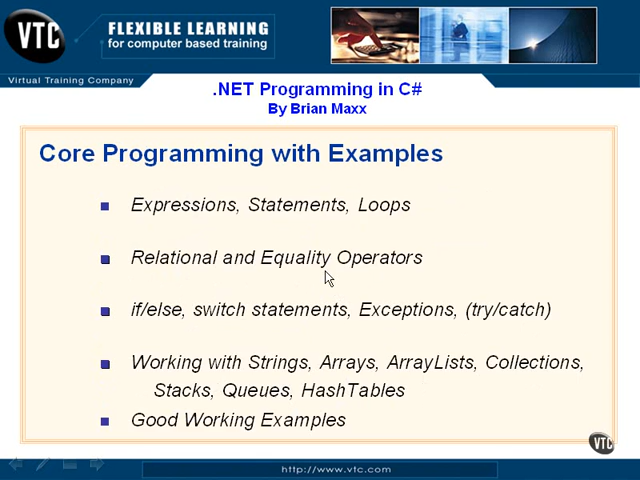 VTC
FLEXIBLE LEARNING
for computer based training
Virtual Training Company
.NET Programming in C#
By Brian Maxx
Core Programming with Examples
Expressions, Statements, Loops
Relational and Equality Operators
if/else, switch statements, Exceptions, (try/catch)
Working with Strings, Arrays, ArrayLists, Collections,
Stacks, Queues, HashTables
Good Working Examples
VTC
http://www.vtc.com